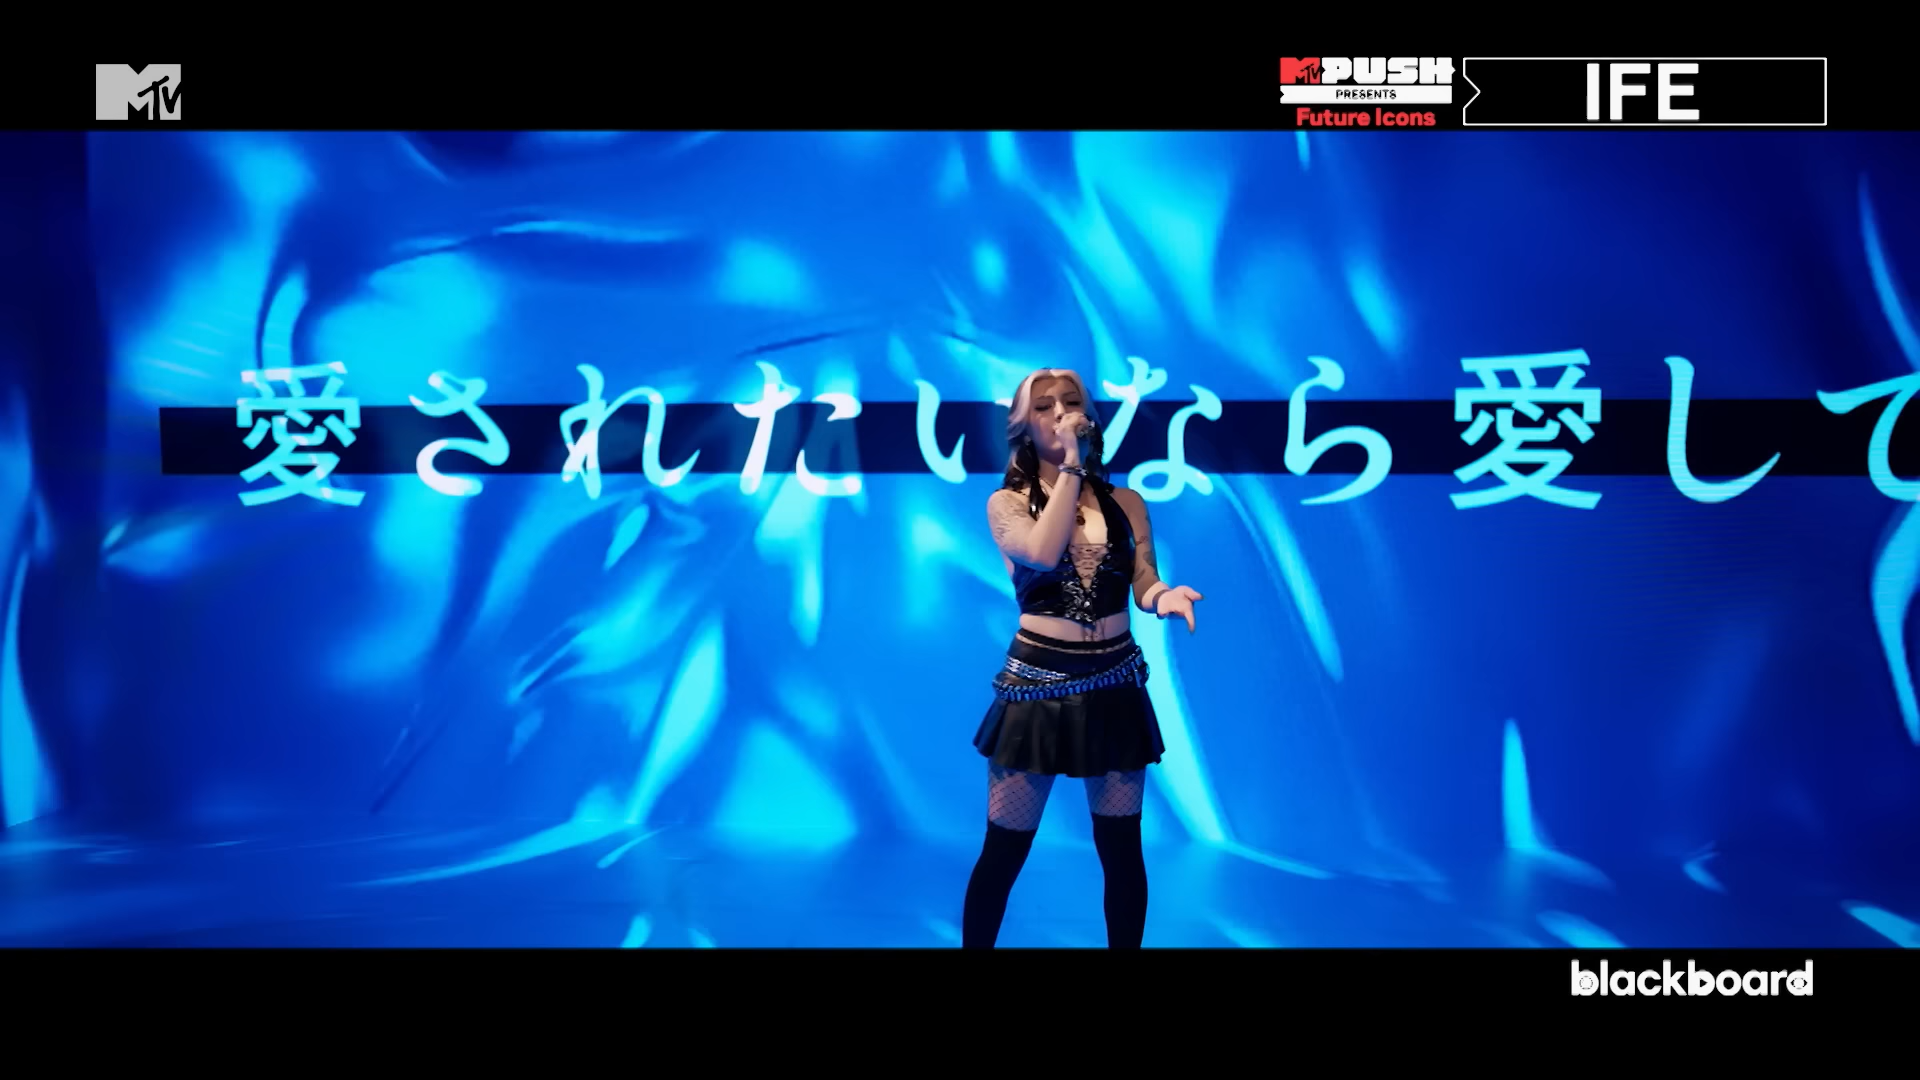 MTV
MTV PUSH
PRESENTS
Future Icons
IFE
愛されたいなら愛して
blackboard